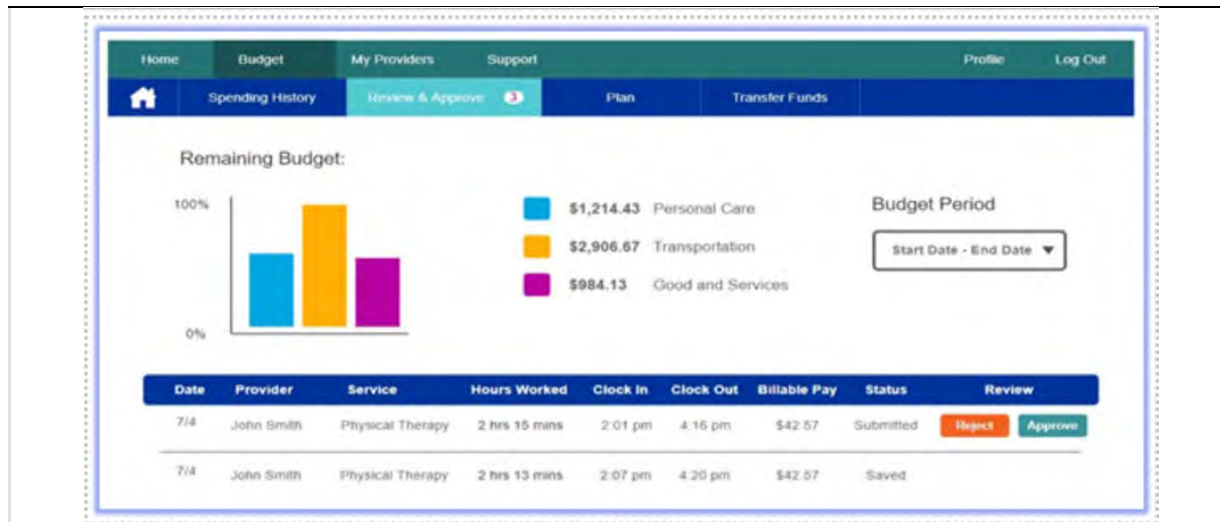 Home Budget My Providers Support Profile Log Out
Spending History Review & Approve 3 Plan Transfer Funds
Remaining Budget:
100%
0%
$1,214.43 Personal Care
$2,906.67 Transportation
$984.13 Good and Services
Budget Period
Start Date - End Date
Date Provider Service Hours Worked Clock In Clock Out Billable Pay Status Review
7/4 John Smith Physical Therapy 2 hrs 15 mins 2:01 pm 4:16 pm $42.57 Submitted Reject Approve
7/4 John Smith Physical Therapy 2 hrs 13 mins 2:07 pm 4:20 pm $42.57 Saved